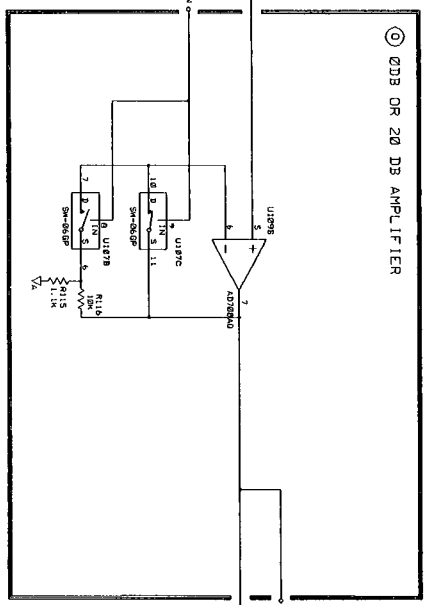 O 0DB OR 20 DB AMPLIFIER
U109B
5
+
6
-
7
AD708AQ
10 D
IN 9
S 11
U107C
SW-06GP
7 D
IN 8
S 6
U107B
SW-06GP
R116
10K
R115
1.1K
A